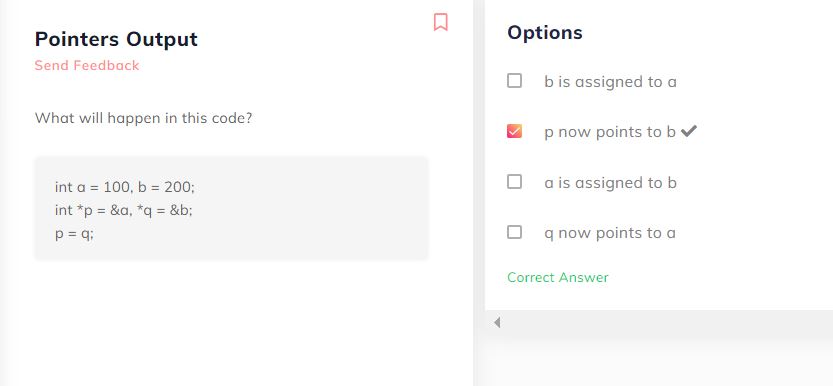 Pointers Output
Send Feedback
What will happen in this code?
int a = 100, b = 200;
int *p = &a, *q = &b;
p = q;
Options
b is assigned to a
p now points to b
a is assigned to b
q now points to a
Correct Answer